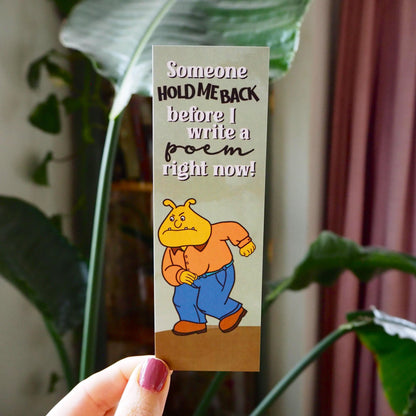 Someone
HOLD ME BACK
before I
write a
poem
right now!